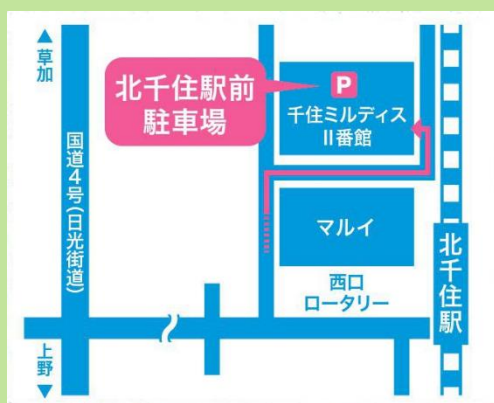 ▲
草加
国道4号(日光街道)
上野
▼
北千住駅前
駐車場
P
千住ミルディス
II番館
マルイ
西口
ロータリー
北千住駅